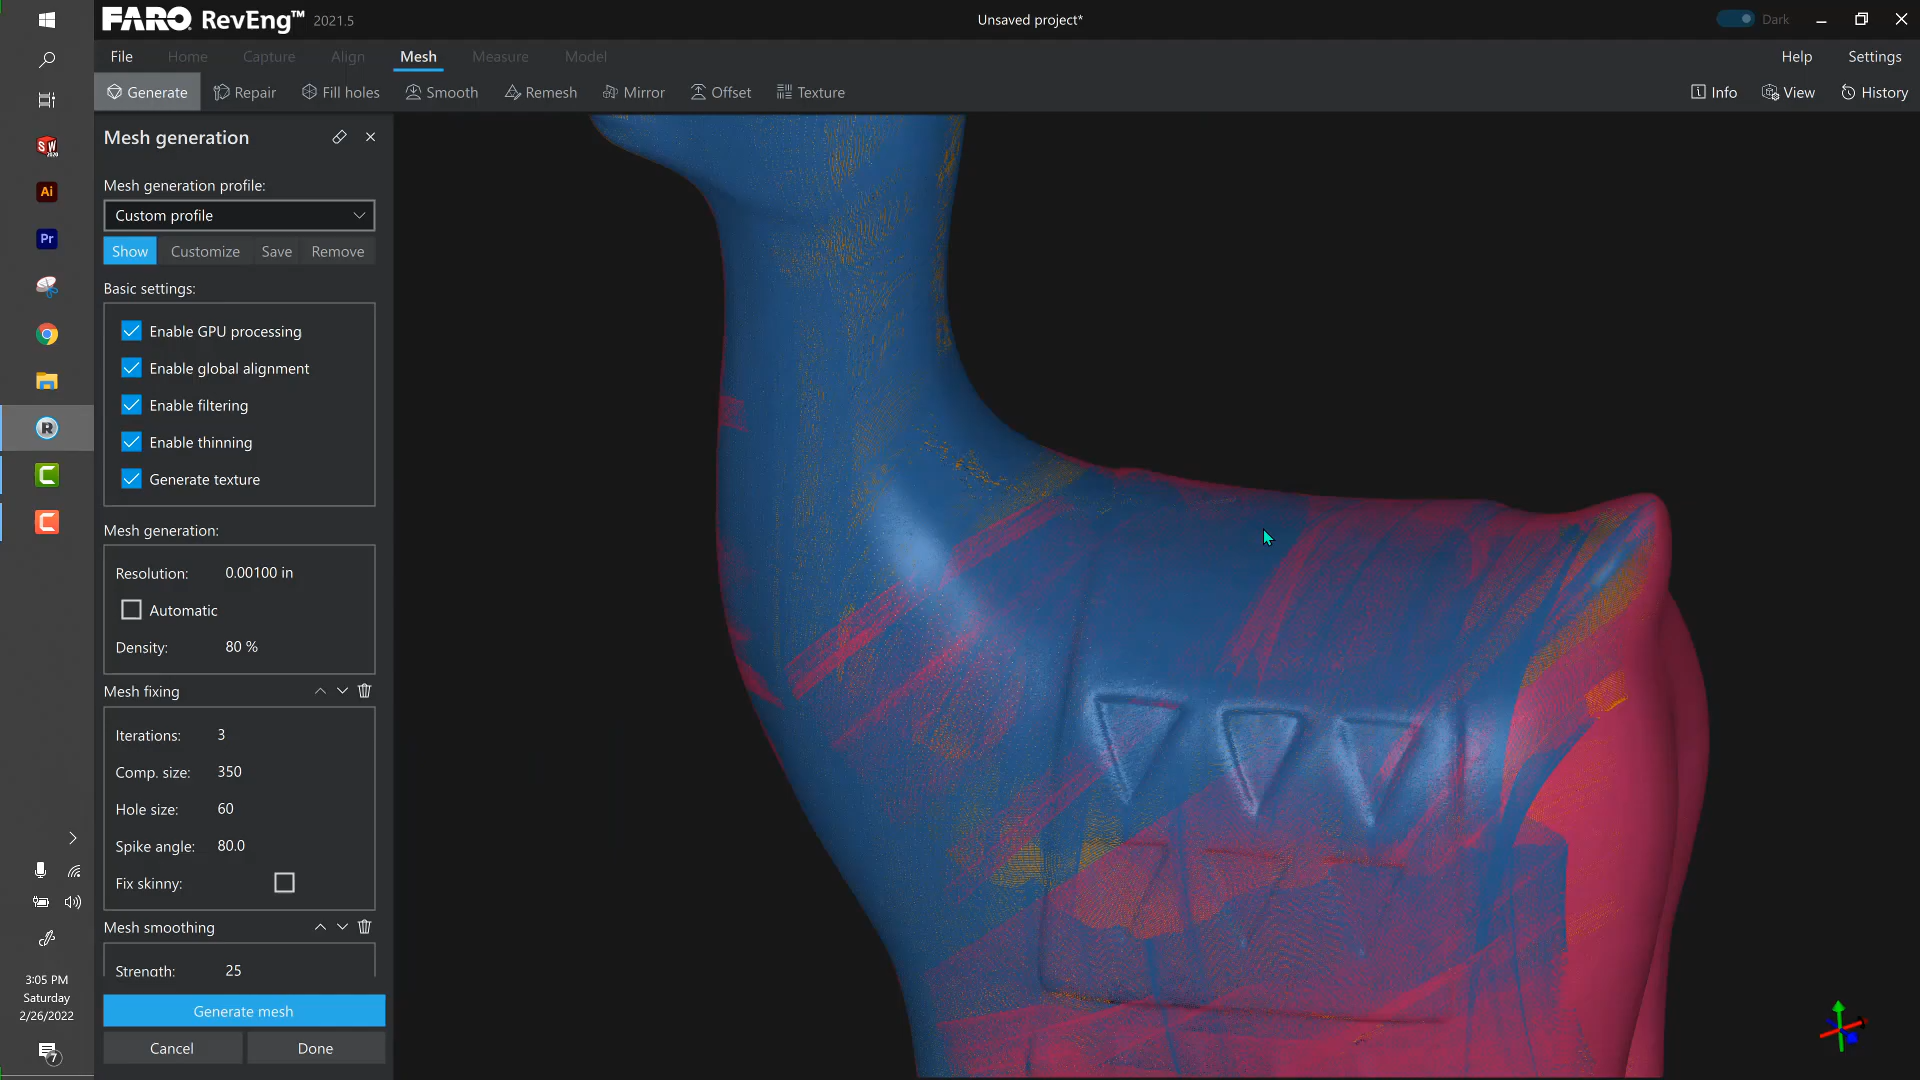 FARO RevEng™ 2021.5
Unsaved project*
Dark
File Home Capture Align Mesh Measure Model
Help Settings
Generate Repair Fill holes Smooth Remesh Mirror Offset Texture
Info View History
Mesh generation
Mesh generation profile:
Custom profile
Show Customize Save Remove
Basic settings:
Enable GPU processing
Enable global alignment
Enable filtering
Enable thinning
Generate texture
Mesh generation:
Resolution: 0.00100 in
Automatic
Density: 80 %
Mesh fixing
Iterations: 3
Comp. size: 350
Hole size: 60
Spike angle: 80.0
Fix skinny:
Mesh smoothing
Strength: 25
Generate mesh
Cancel Done
SW
2020
Ai
Pr
R
C
C
3:05 PM
Saturday
2/26/2022
7